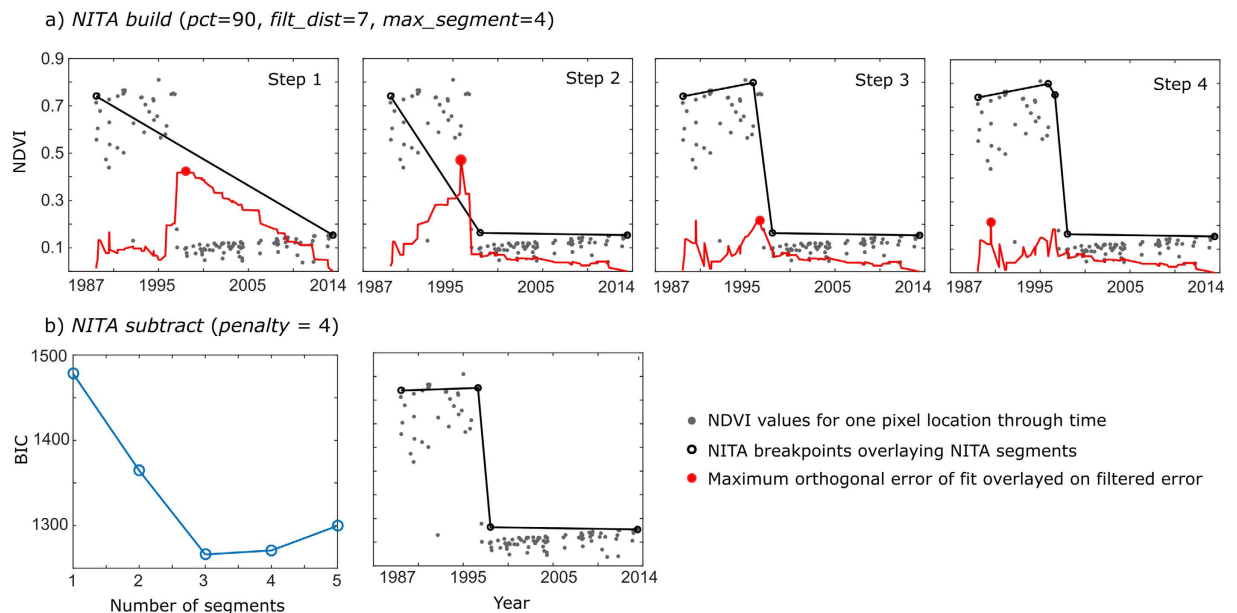 a) NITA build (pct=90, filt_dist=7, max_segment=4)
0.9
0.7
0.5
0.3
0.1
NDVI
Step 1
1987 1995 2005 2014
Step 2
1987 1995 2005 2014
Step 3
1987 1995 2005 2014
Step 4
1987 1995 2005 2014
b) NITA subtract (penalty = 4)
1500
1400
1300
BIC
1 2 3 4 5
Number of segments
1987 1995 2005 2014
Year
NDVI values for one pixel location through time
NITA breakpoints overlaying NITA segments
Maximum orthogonal error of fit overlayed on filtered error